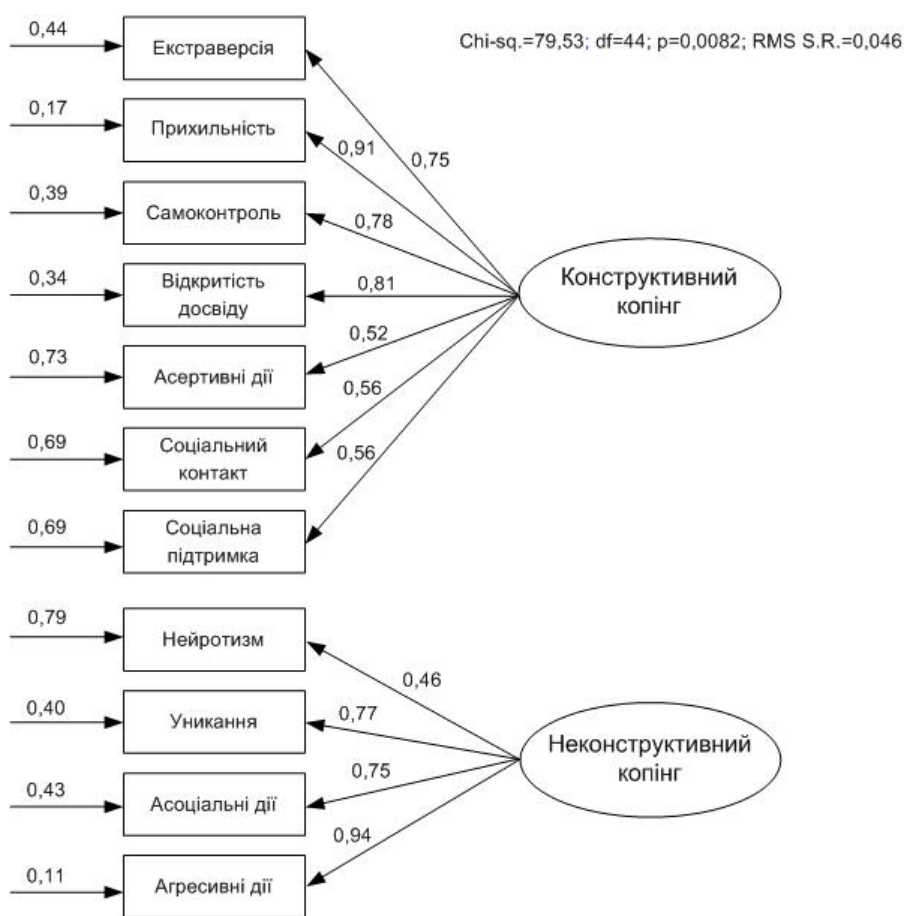 0,44
Екстраверсія
Chi-sq.=79,53; df=44; p=0,0082; RMS S.R.=0,046
0,17
Прихильність
0,91
0,75
0,39
Самоконтроль
0,78
0,34
Відкритість
досвіду
0,81
Конструктивний
копінг
0,73
Асертивні дії
0,52
0,56
0,69
Соціальний
контакт
0,56
0,69
Соціальна
підтримка
0,79
Нейротизм
0,46
0,40
Уникання
0,77
Неконструктивний
копінг
0,43
Асоціальні дії
0,75
0,94
0,11
Агресивні дії